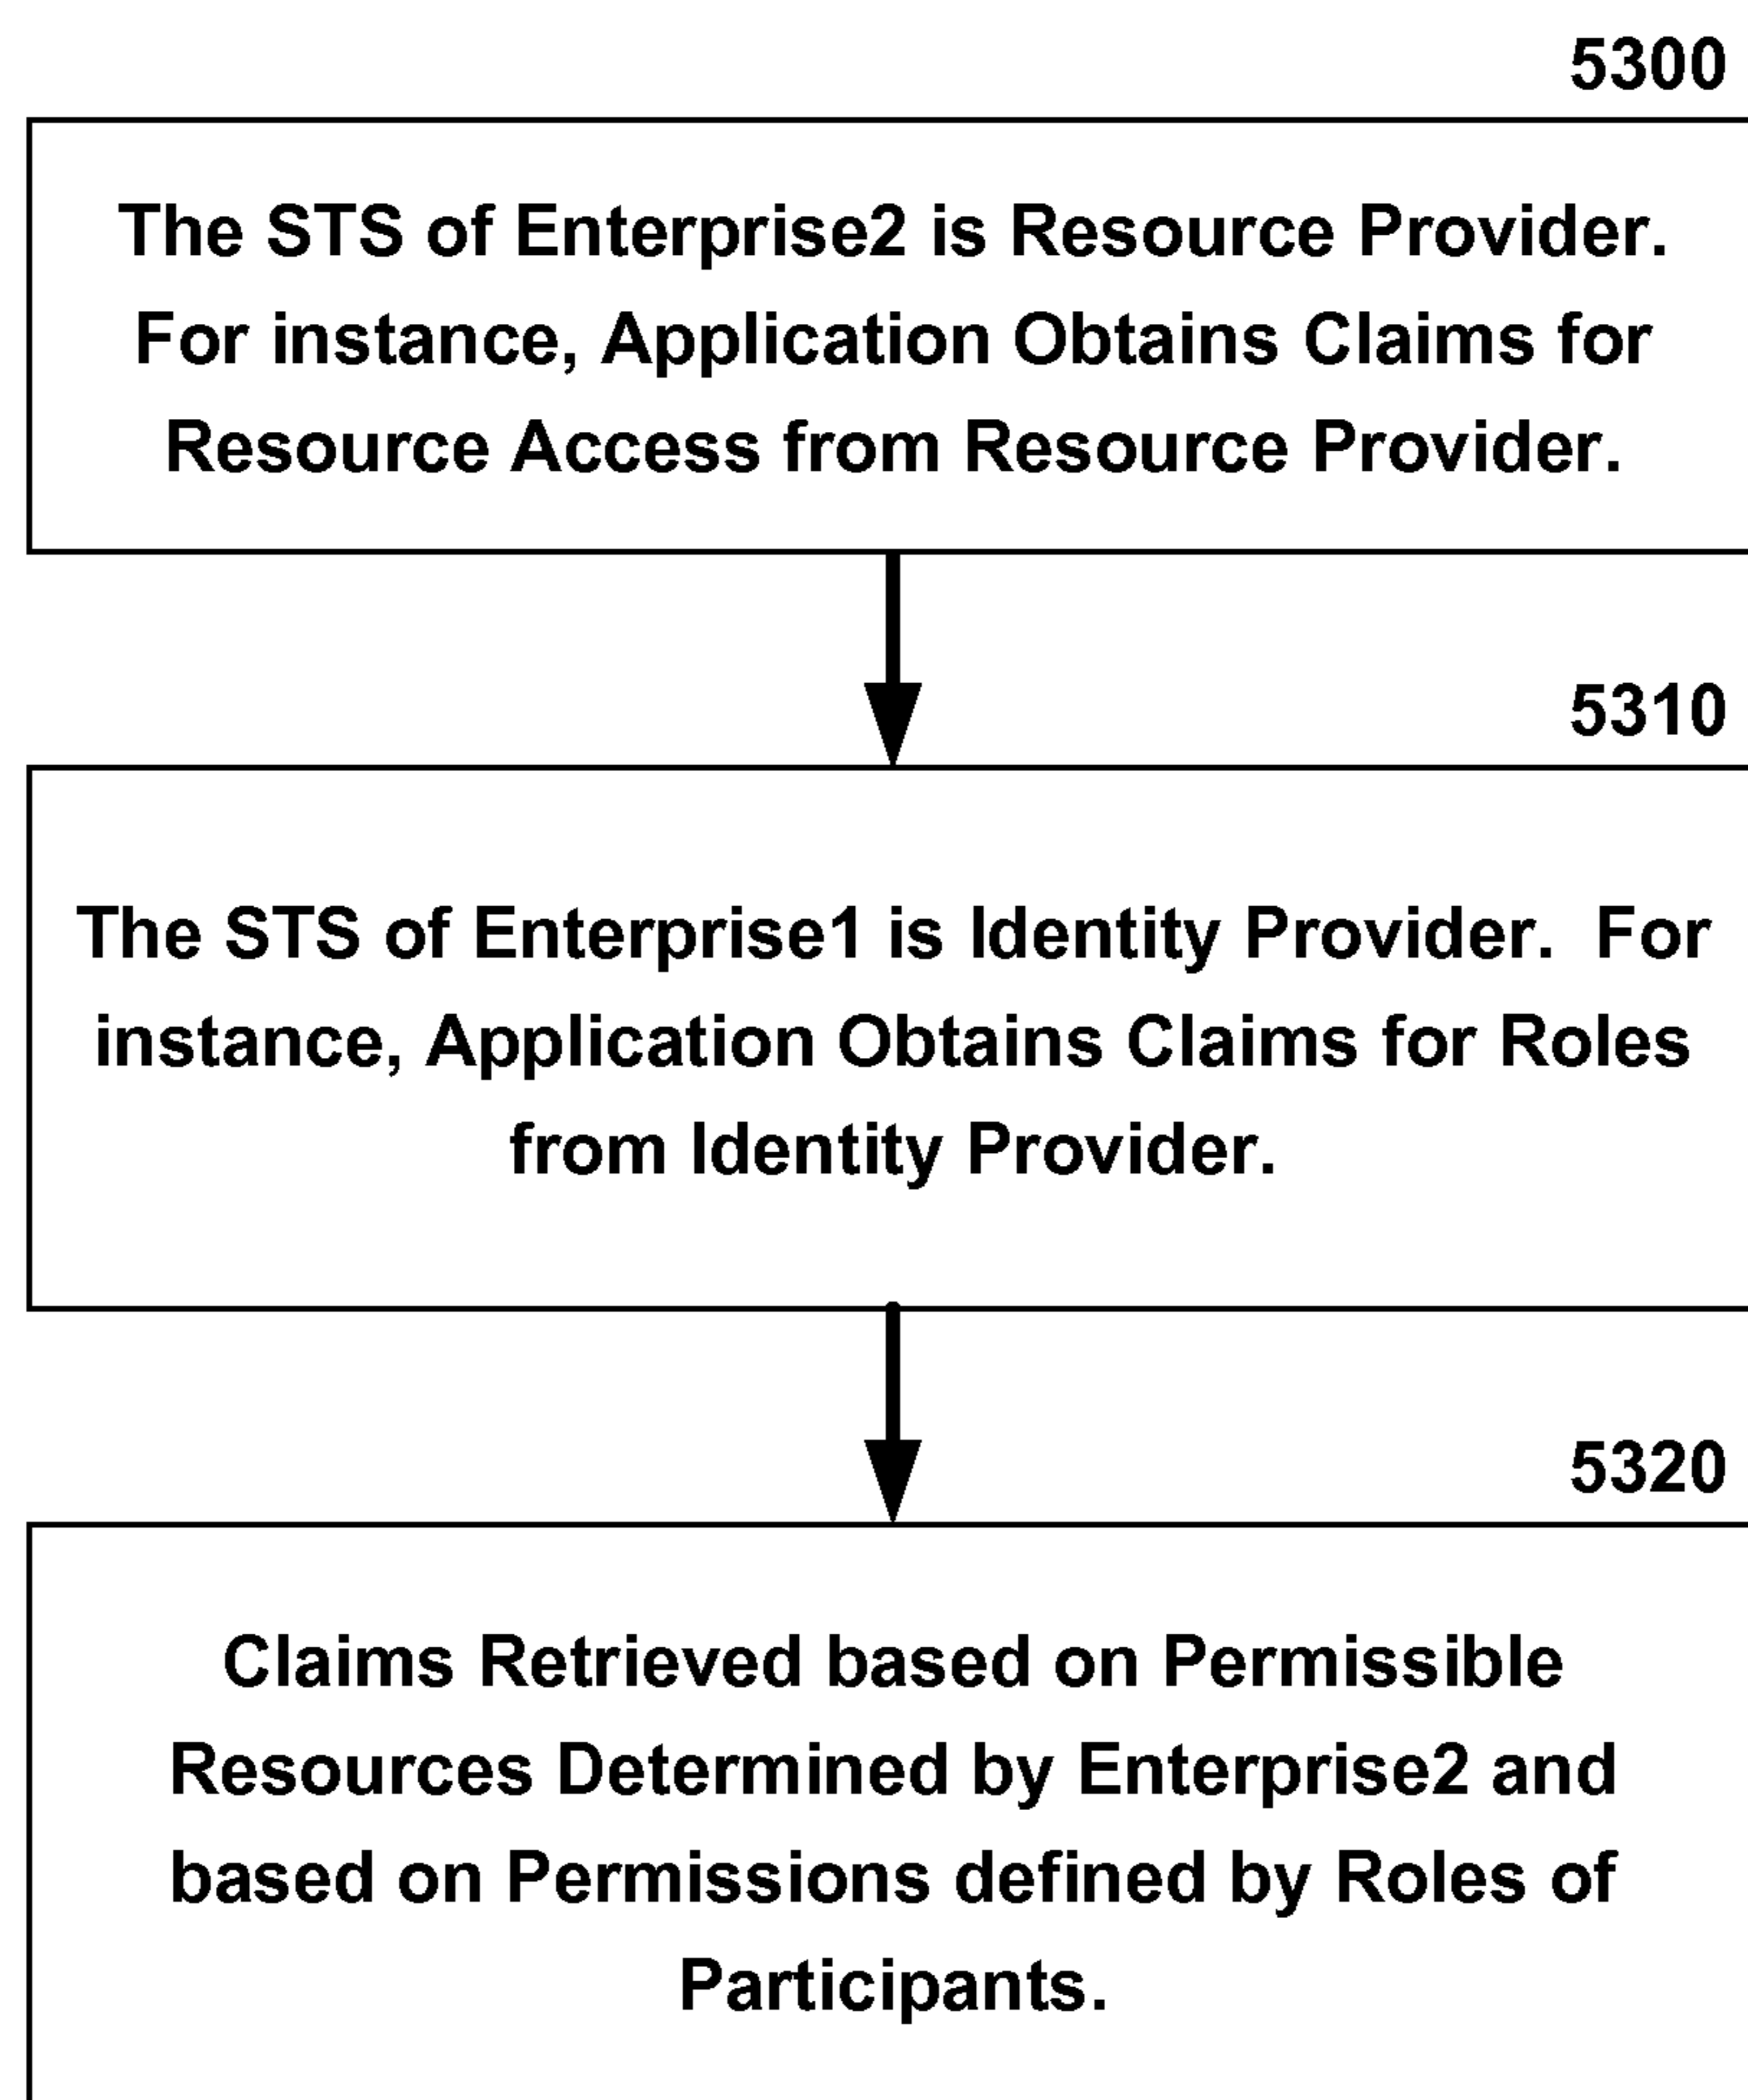 5300
The STS of Enterprise2 is Resource Provider.
For instance, Application Obtains Claims for
Resource Access from Resource Provider.
5310
The STS of Enterprise1 is Identity Provider.  For
instance, Application Obtains Claims for Roles
from Identity Provider.
5320
Claims Retrieved based on Permissible
Resources Determined by Enterprise2 and
based on Permissions defined by Roles of
Participants.